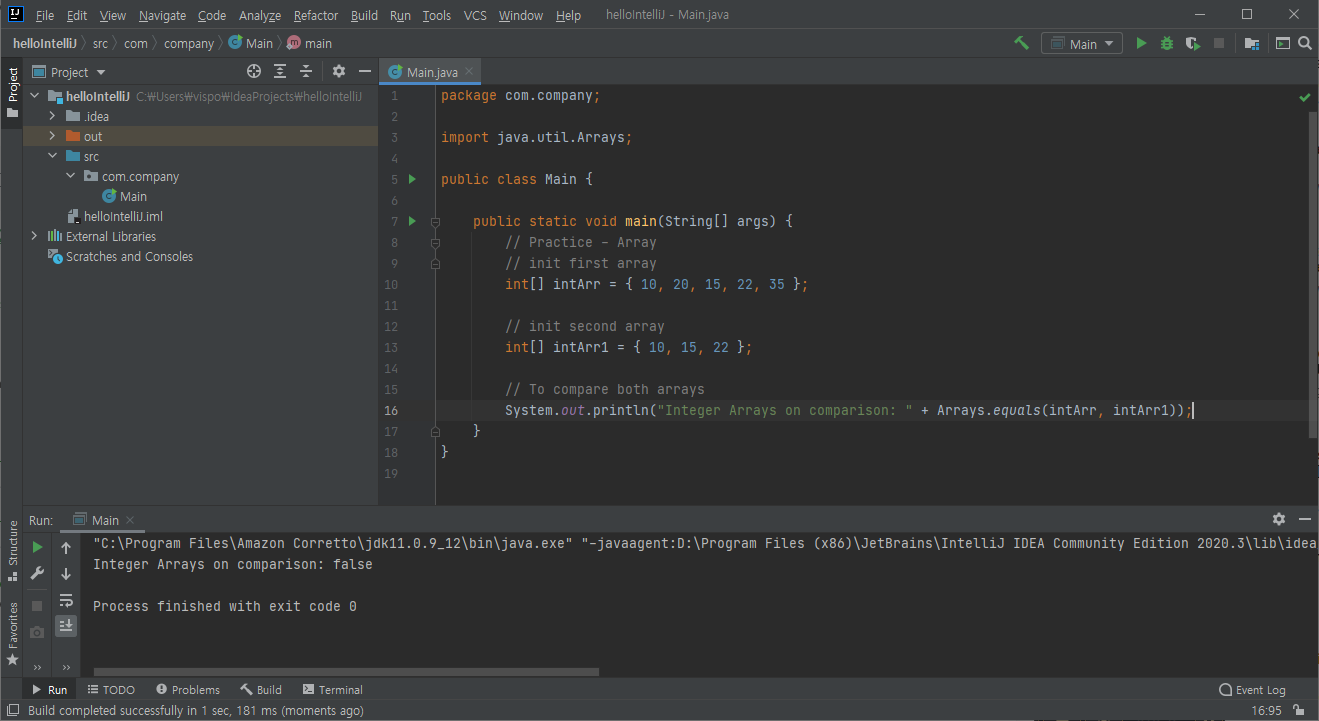 File Edit View Navigate Code Analyze Refactor Build Run Tools VCS Window Help helloIntelliJ - Main.java
helloIntelliJ src com company Main main
Main
Project
Project
Main.java
helloIntelliJ C:₩Users₩vispo₩IdeaProjects₩helloIntelliJ
.idea
out
src
com.company
Main
helloIntelliJ.iml
External Libraries
Scratches and Consoles
1 package com.company;
2
3 import java.util.Arrays;
4
5 public class Main {
6
7 public static void main(String[] args) {
8 // Practice - Array
9 // init first array
10 int[] intArr = { 10, 20, 15, 22, 35 };
11
12 // init second array
13 int[] intArr1 = { 10, 15, 22 };
14
15 // To compare both arrays
16 System.out.println("Integer Arrays on comparison: " + Arrays.equals(intArr, intArr1));
17 }
18 }
19
Structure
Favorites
Run: Main
"C:\Program Files\Amazon Corretto\jdk11.0.9_12\bin\java.exe" "-javaagent:D:\Program Files (x86)\JetBrains\IntelliJ IDEA Community Edition 2020.3\lib\idea
Integer Arrays on comparison: false
Process finished with exit code 0
Run TODO Problems Build Terminal Event Log
Build completed successfully in 1 sec, 181 ms (moments ago) 16:95